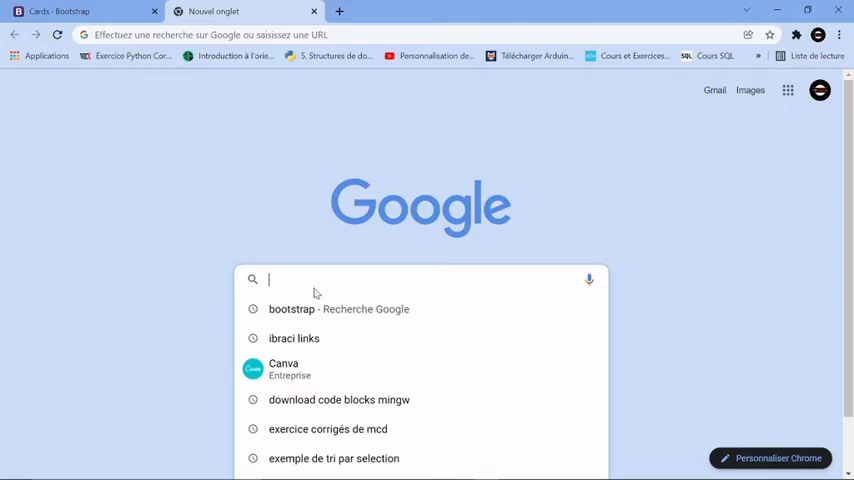 Cards - Bootstrap
Nouvel onglet
Effectuez une recherche sur Google ou saisissez une URL
Applications
Exercice Python Cor...
Introduction à l'orie...
5. Structures de do...
Personnalisation de...
Télécharger Arduin...
Cours et Exercices...
SQL Cours SQL
»
Liste de lecture
Gmail
Images
Google
bootstrap - Recherche Google
ibraci links
Canva
Entreprise
download code blocks mingw
exercice corrigés de mcd
exemple de tri par selection
Personnaliser Chrome